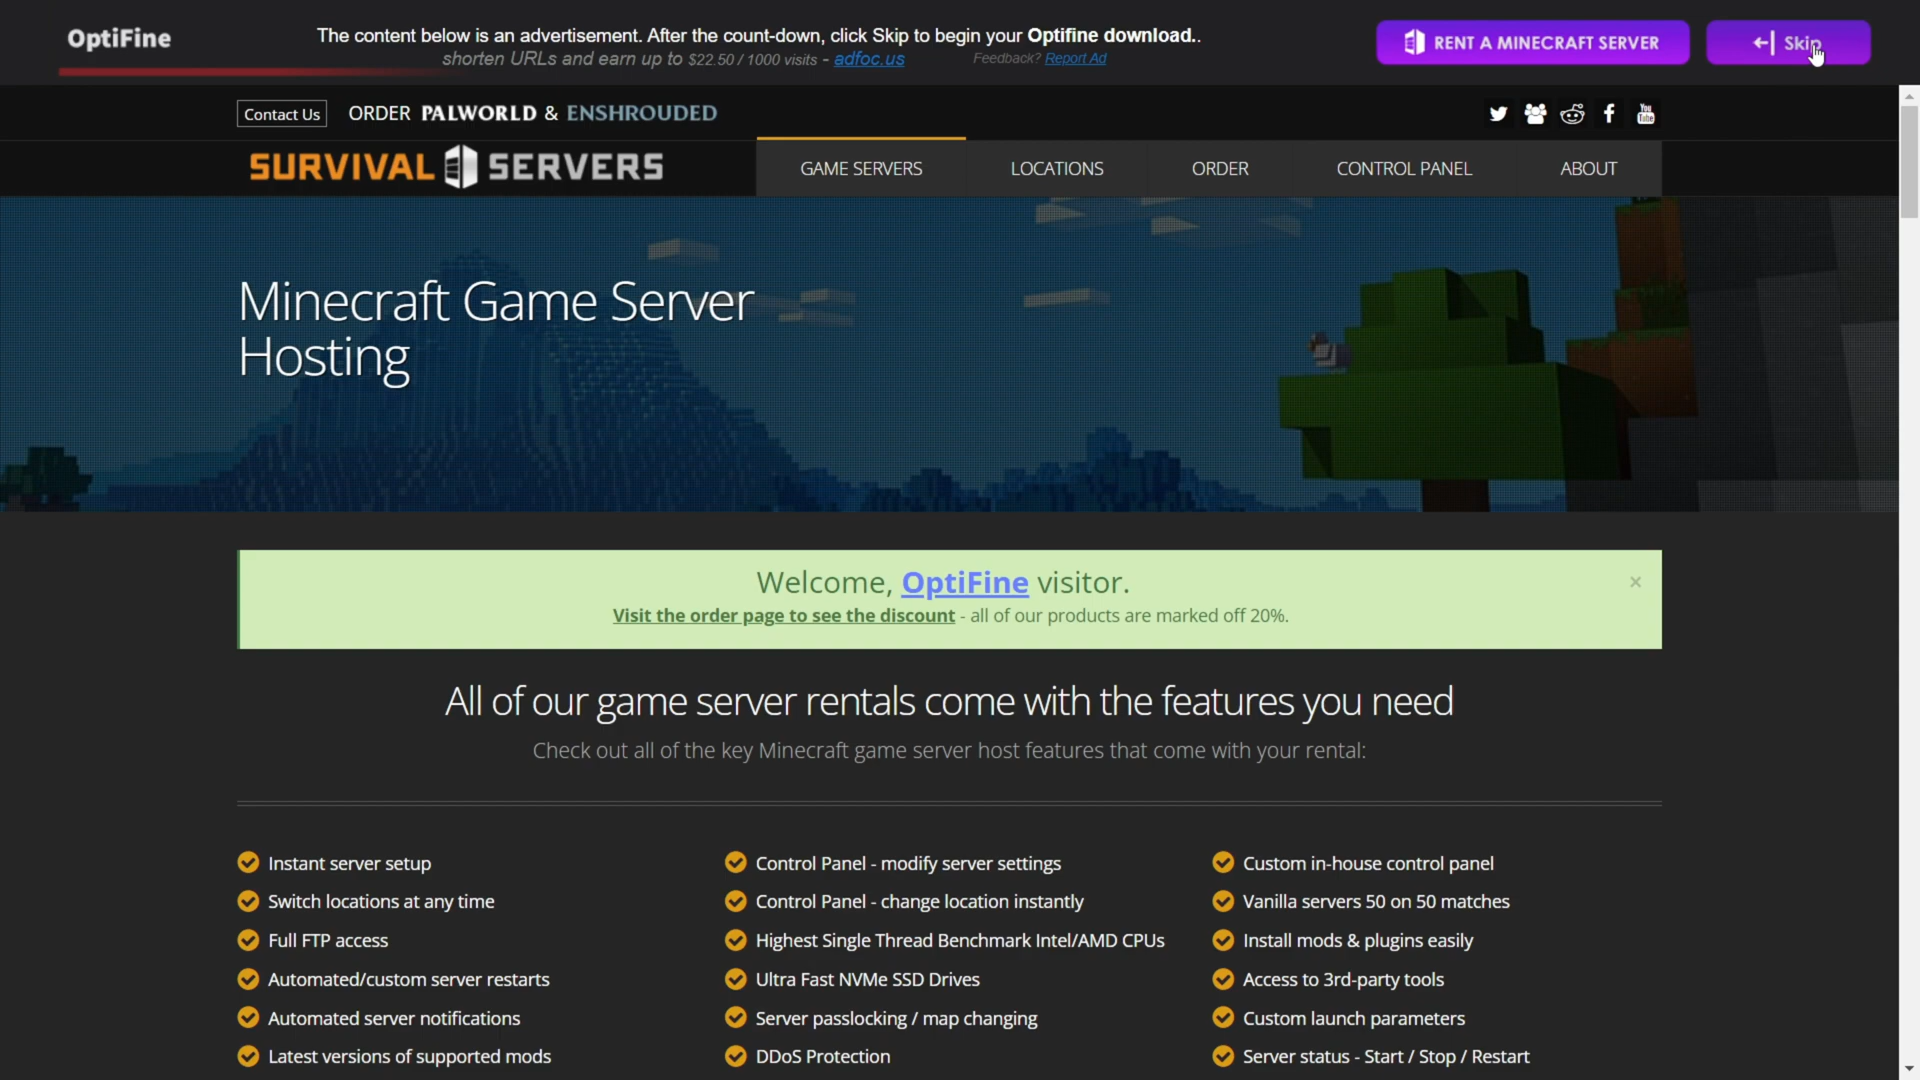 OptiFine
The content below is an advertisement. After the count-down, click Skip to begin your Optifine download..
shorten URLs and earn up to $22.50 / 1000 visits - adfoc.us
Feedback? Report Ad
RENT A MINECRAFT SERVER
Skip
Contact Us
ORDER PALWORLD & ENSHROUDED
You Tube
SURVIVAL SERVERS
GAME SERVERS
LOCATIONS
ORDER
CONTROL PANEL
ABOUT
Minecraft Game Server
Hosting
Welcome, OptiFine visitor.
×
Visit the order page to see the discount - all of our products are marked off 20%.
All of our game server rentals come with the features you need
Check out all of the key Minecraft game server host features that come with your rental:
Instant server setup
Switch locations at any time
Full FTP access
Automated/custom server restarts
Automated server notifications
Latest versions of supported mods
Control Panel - modify server settings
Control Panel - change location instantly
Highest Single Thread Benchmark Intel/AMD CPUs
Ultra Fast NVMe SSD Drives
Server passlocking / map changing
DDoS Protection
Custom in-house control panel
Vanilla servers 50 on 50 matches
Install mods & plugins easily
Access to 3rd-party tools
Custom launch parameters
Server status - Start / Stop / Restart